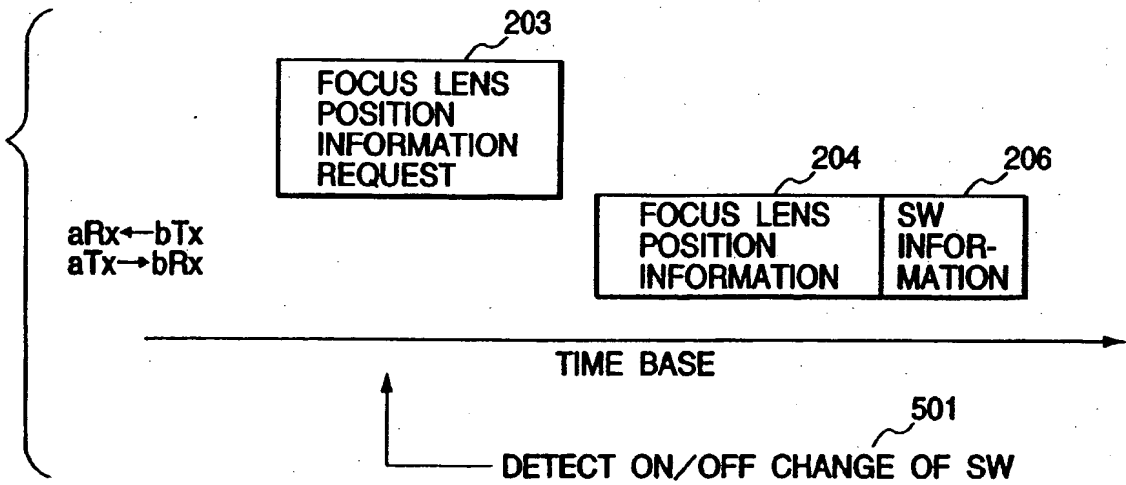 203
FOCUS LENS
POSITION
INFORMATION
REQUEST
204
206
FOCUS LENS
POSITION
INFORMATION
SW
INFOR-
MATION
aRx←bTx
aTx→bRx
TIME BASE
501
DETECT ON/OFF CHANGE OF SW